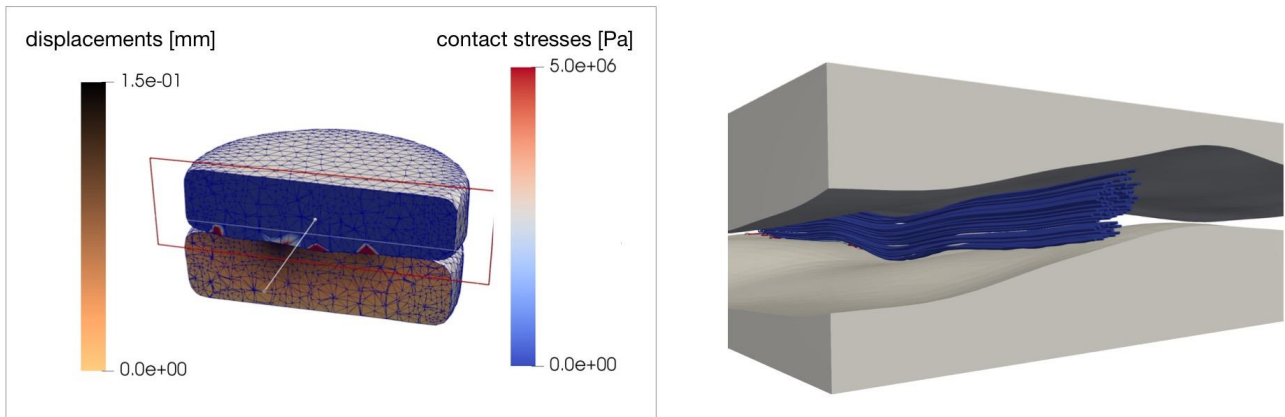 displacements [mm]
contact stresses [Pa]
1.5e-01
5.0e+06
0.0e+00
0.0e+00